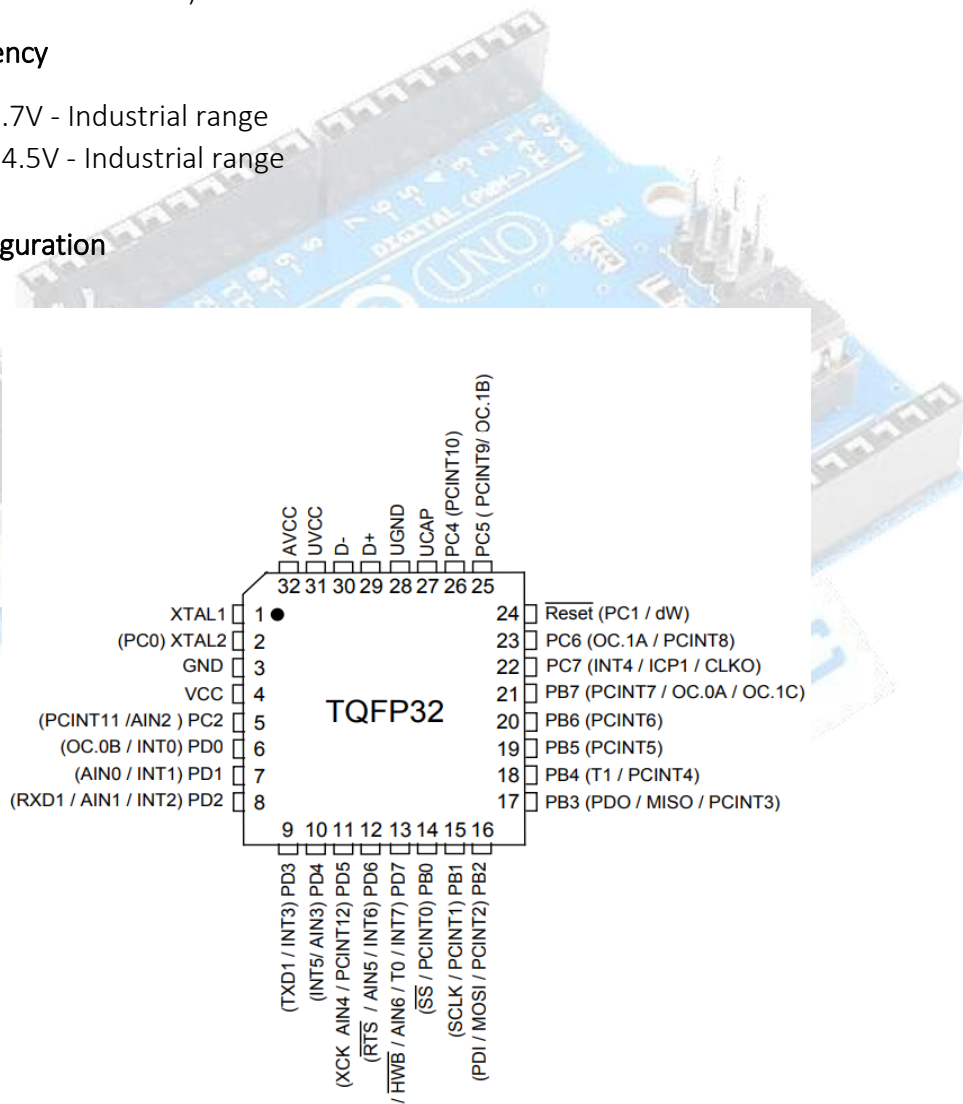 ency
.7V - Industrial range
4.5V - Industrial range
DIGITAL (PWM~)
UNO
ON
guration
AVCC
UVCC
D-
D+
UGND
UCAP
PC4 (PCINT10)
PC5 ( PCINT9/ OC.1B)
32 31 30 29 28 27 26 25
XTAL1 1
(PC0) XTAL2 2
GND 3
VCC 4
(PCINT11 /AIN2 ) PC2 5
(OC.0B / INT0) PD0 6
(AIN0 / INT1) PD1 7
(RXD1 / AIN1 / INT2) PD2 8
TQFP32
24 Reset (PC1 / dW)
23 PC6 (OC.1A / PCINT8)
22 PC7 (INT4 / ICP1 / CLKO)
21 PB7 (PCINT7 / OC.0A / OC.1C)
20 PB6 (PCINT6)
19 PB5 (PCINT5)
18 PB4 (T1 / PCINT4)
17 PB3 (PDO / MISO / PCINT3)
9 10 11 12 13 14 15 16
(TXD1 / INT3) PD3
(INT5/ AIN3) PD4
(XCK AIN4 / PCINT12) PD5
(RTS / AIN5 / INT6) PD6
/ HWB / AIN6 / T0 / INT7) PD7
(SS / PCINT0) PB0
(SCLK / PCINT1) PB1
(PDI / MOSI / PCINT2) PB2